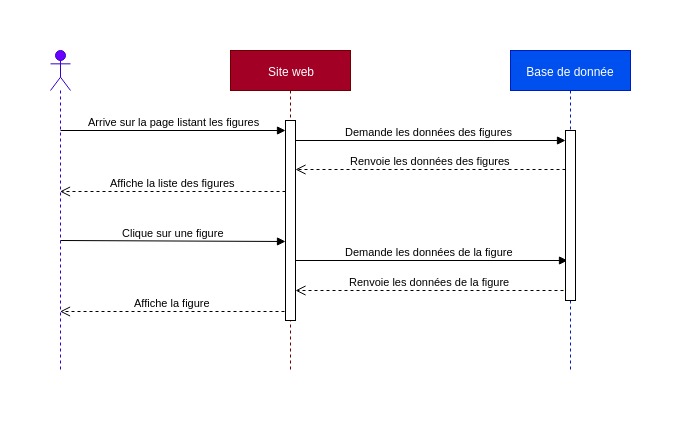 Site web
Base de donnée
Arrive sur la page listant les figures
Demande les données des figures
Renvoie les données des figures
Affiche la liste des figures
Clique sur une figure
Demande les données de la figure
Renvoie les données de la figure
Affiche la figure